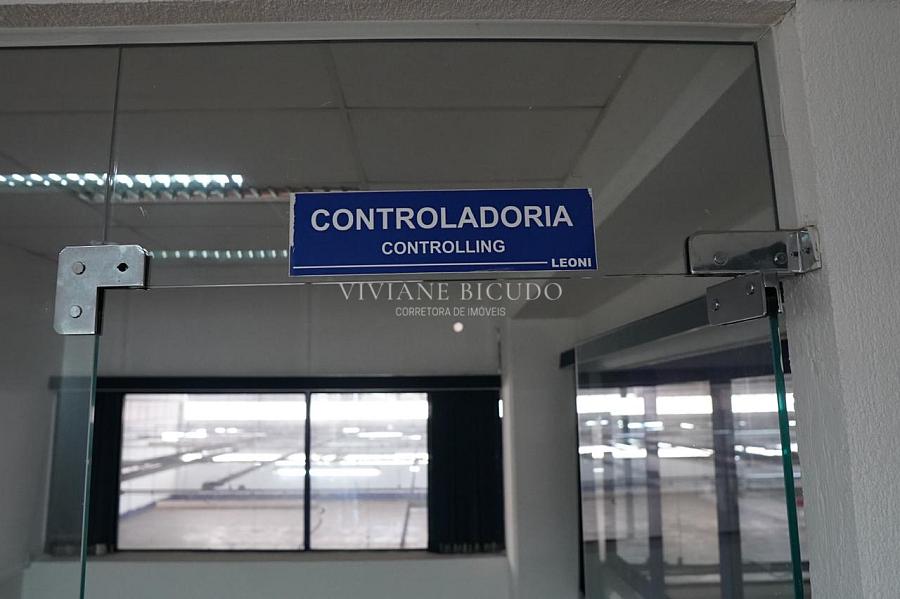 CONTROLADORIA
CONTROLLING
LEONI
VIVIANE BICUDO
CORRETORA DE IMÓVEIS